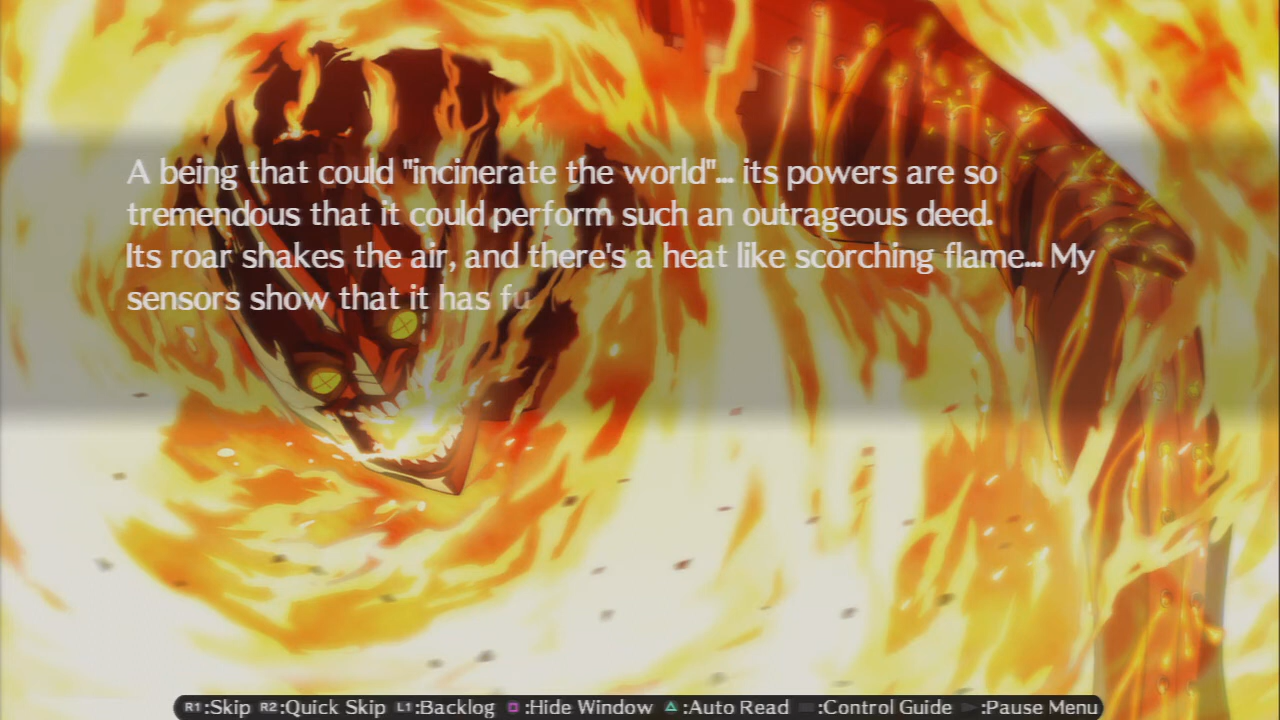 A being that could "incinerate the world"... its powers are so
tremendous that it could perform such an outrageous deed.
Its roar shakes the air, and there's a heat like scorching flame... My
sensors show that it has fu
R1:Skip R2:Quick Skip L1:Backlog :Hide Window :Auto Read :Control Guide :Pause Menu